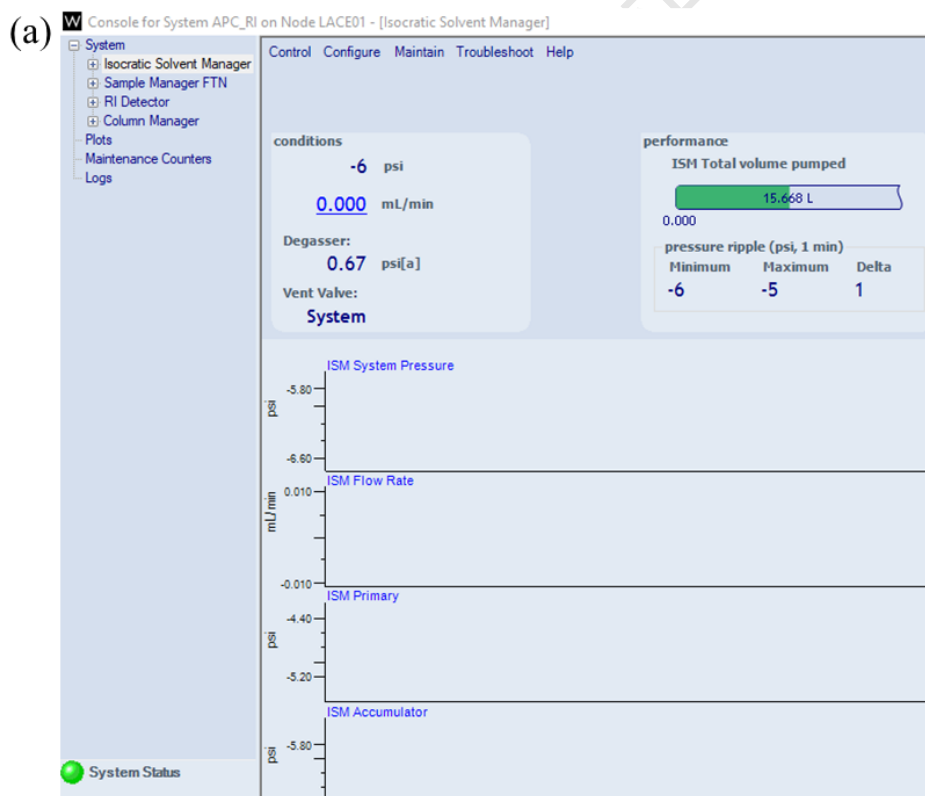 (a)
W Console for System APC_RI on Node LACE01 - [Isocratic Solvent Manager]
System
Isocratic Solvent Manager
Sample Manager FTN
RI Detector
Column Manager
Plots
Maintenance Counters
Logs
System Status
Control Configure Maintain Troubleshoot Help
conditions
-6 psi
0.000 mL/min
Degasser:
0.67 psi[a]
Vent Valve:
System
performance
ISM Total volume pumped
15.668 L
0.000
pressure ripple (psi, 1 min)
Minimum Maximum Delta
-6 -5 1
ISM System Pressure
-5.80
psi
-6.60
ISM Flow Rate
0.010
mL/min
-0.010
ISM Primary
-4.40
psi
-5.20
ISM Accumulator
-5.80
psi